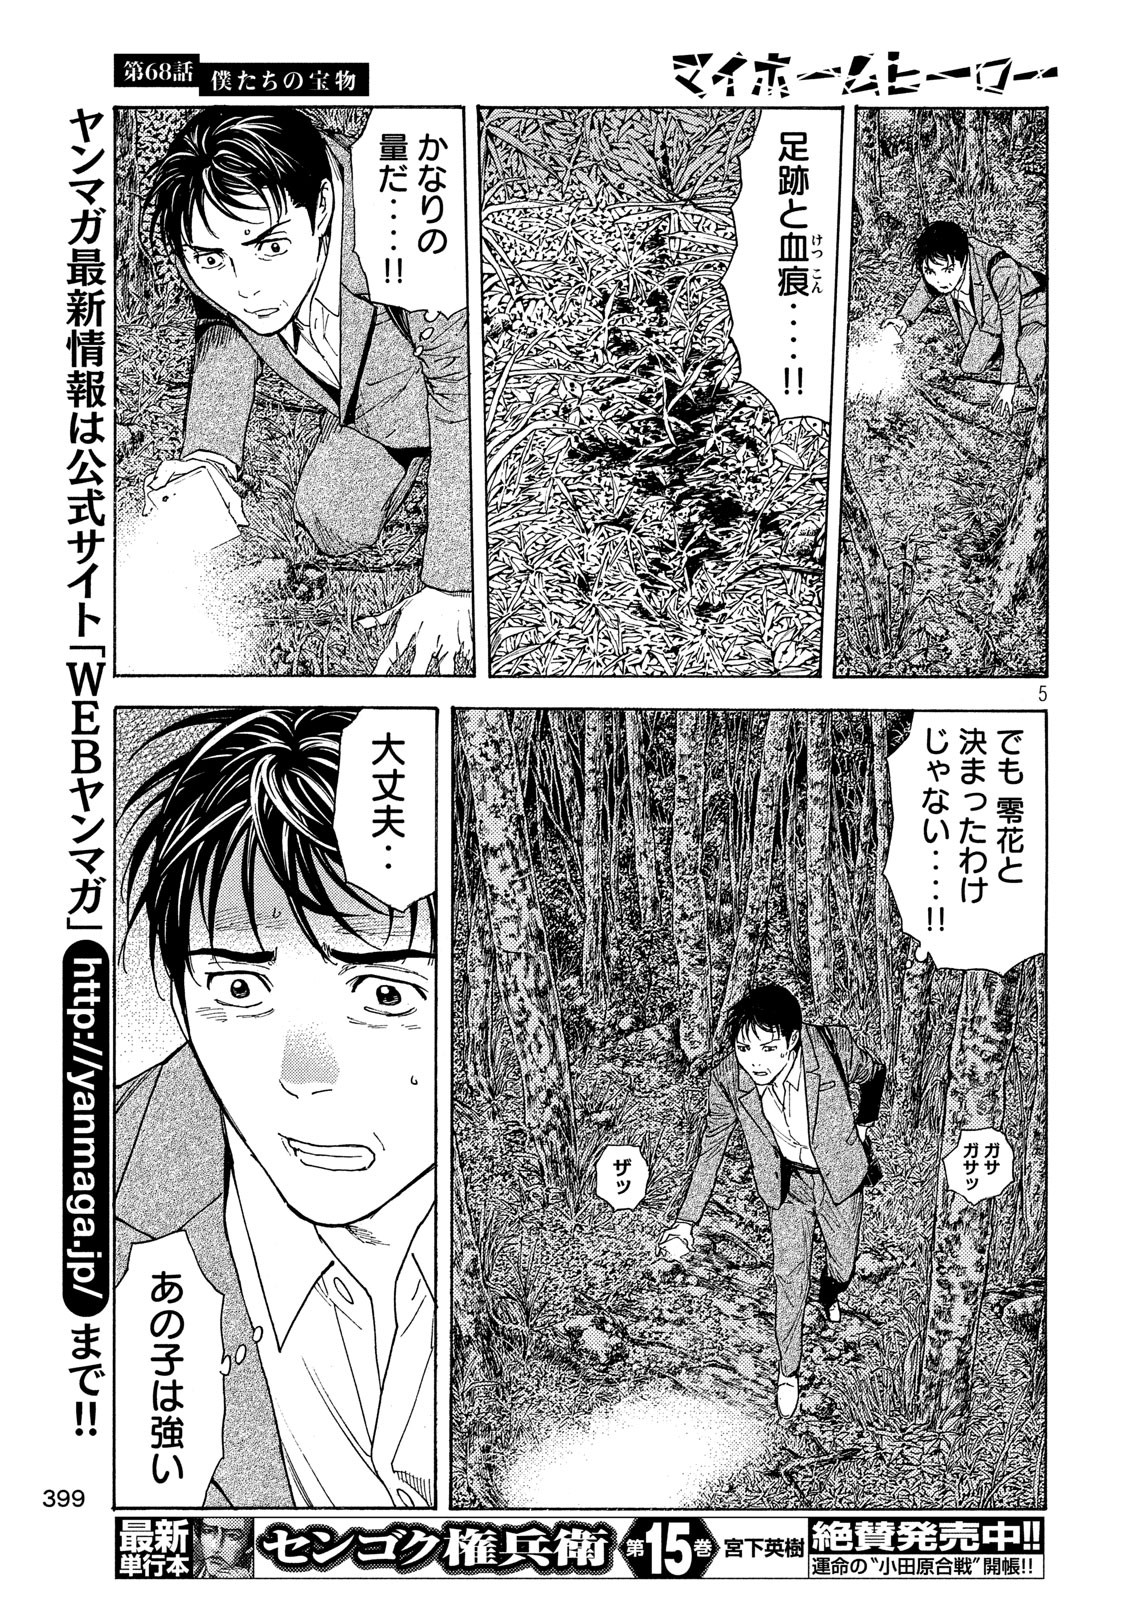 第68話
僕たちの宝物
マイホームヒーロー
足跡と血痕‥‥!!
けっこん
かなりの
量だ‥‥!!
5
でも 零花と
決まったわけ
じゃない‥‥!!
ガサ
ガサッ
ザッ
大丈夫‥
あの子は強い
ヤンマガ最新情報は公式サイト「WEBヤンマガ」http://yanmaga.jp/まで!!
399
最新
単行本
センゴク権兵衛
第15巻
宮下英樹
絶賛発売中!!
運命の〝小田原合戦〟開帳!!